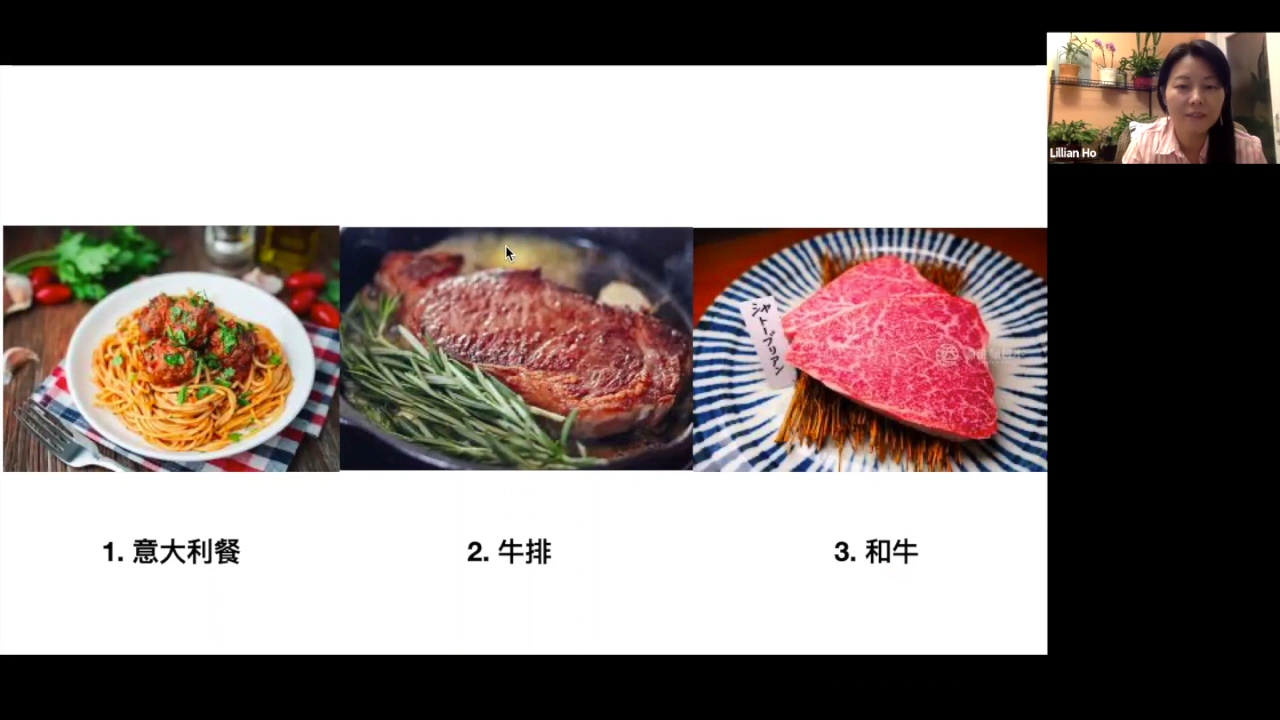 Lillian Ho
シャトーブリアン
1. 意大利餐
2. 牛排
3. 和牛